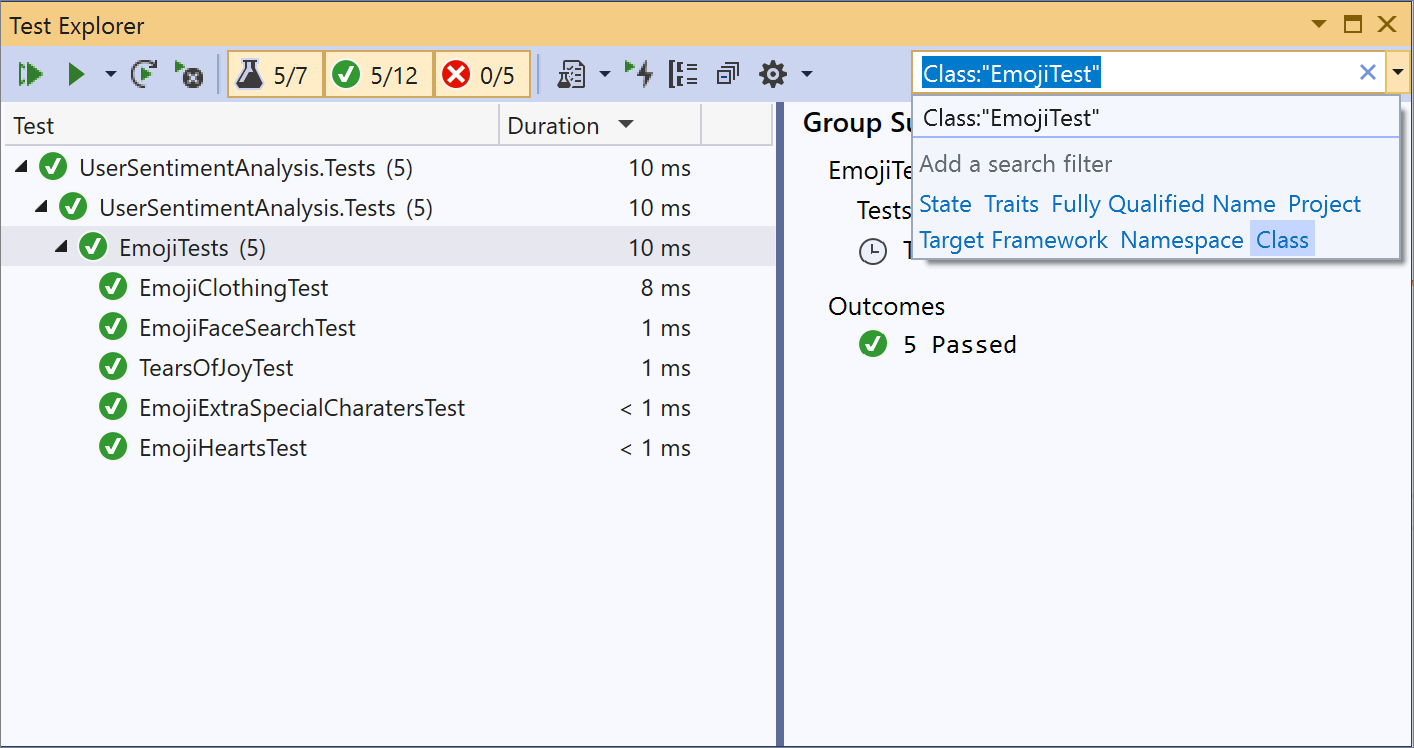 Test Explorer
5/7 5/12 0/5 Class:"EmojiTest"
Class:"EmojiTest"
Add a search filter
State Traits Fully Qualified Name Project
Target Framework Namespace Class
Test Duration
UserSentimentAnalysis.Tests (5) 10 ms
UserSentimentAnalysis.Tests (5) 10 ms
EmojiTests (5) 10 ms
EmojiClothingTest 8 ms
EmojiFaceSearchTest 1 ms
TearsOfJoyTest 1 ms
EmojiExtraSpecialCharatersTest < 1 ms
EmojiHeartsTest < 1 ms
Group
Tests
Outcomes
5 Passed